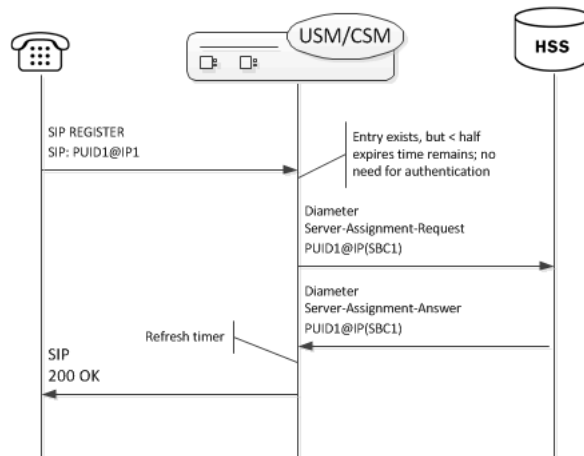 USM/CSM
HSS
SIP REGISTER
SIP: PUID1@IP1
Entry exists, but < half
expires time remains; no
need for authentication
Diameter
Server-Assignment-Request
PUID1@IP(SBC1)
Diameter
Server-Assignment-Answer
PUID1@IP(SBC1)
Refresh timer
SIP
200 OK